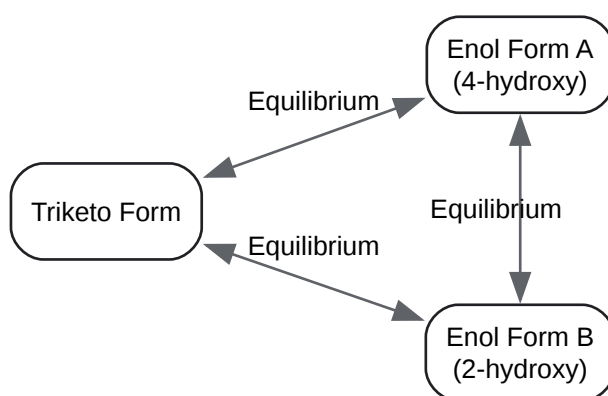 Enol Form A
(4-hydroxy)
Equilibrium
Triketo Form
Equilibrium
Equilibrium
Enol Form B
(2-hydroxy)